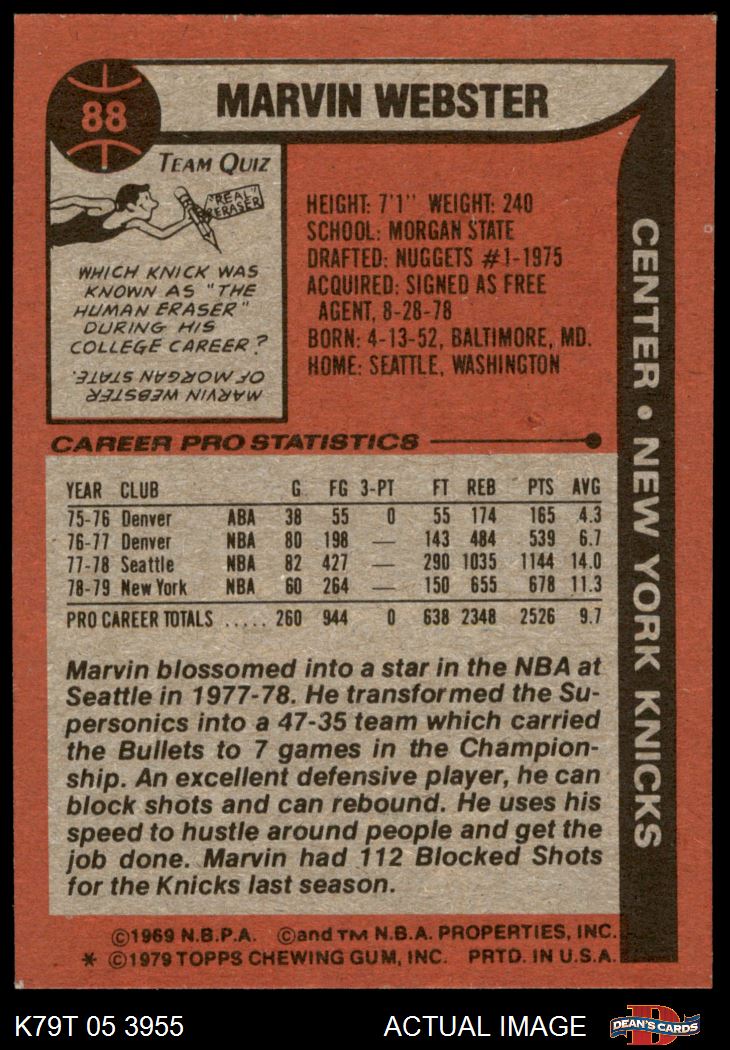 88
MARVIN WEBSTER
TEAM QUIZ
"REAL"
ERASER
WHICH KNICK WAS
KNOWN AS "THE
HUMAN ERASER"
DURING HIS
COLLEGE CAREER?
MARVIN WEBSTER
OF MORGAN STATE.
HEIGHT: 7'1" WEIGHT: 240
SCHOOL: MORGAN STATE
DRAFTED: NUGGETS #1-1975
ACQUIRED: SIGNED AS FREE
AGENT, 8-28-78
BORN: 4-13-52, BALTIMORE, MD.
HOME: SEATTLE, WASHINGTON
CENTER • NEW YORK KNICKS
CAREER PRO STATISTICS
YEAR CLUB G FG 3-PT FT REB PTS AVG
75-76 Denver ABA 38 55 0 55 174 165 4.3
76-77 Denver NBA 80 198 — 143 484 539 6.7
77-78 Seattle NBA 82 427 — 290 1035 1144 14.0
78-79 New York NBA 60 264 — 150 655 678 11.3
PRO CAREER TOTALS ..... 260 944 0 638 2348 2526 9.7
Marvin blossomed into a star in the NBA at
Seattle in 1977-78. He transformed the Su-
personics into a 47-35 team which carried
the Bullets to 7 games in the Champion-
ship. An excellent defensive player, he can
block shots and can rebound. He uses his
speed to hustle around people and get the
job done. Marvin had 112 Blocked Shots
for the Knicks last season.
©1969 N.B.P.A. ©and TM N.B.A. PROPERTIES, INC.
* ©1979 TOPPS CHEWING GUM, INC. PRTD. IN U.S.A.
K79T 05 3955
ACTUAL IMAGE
D
DEAN'S CARDS